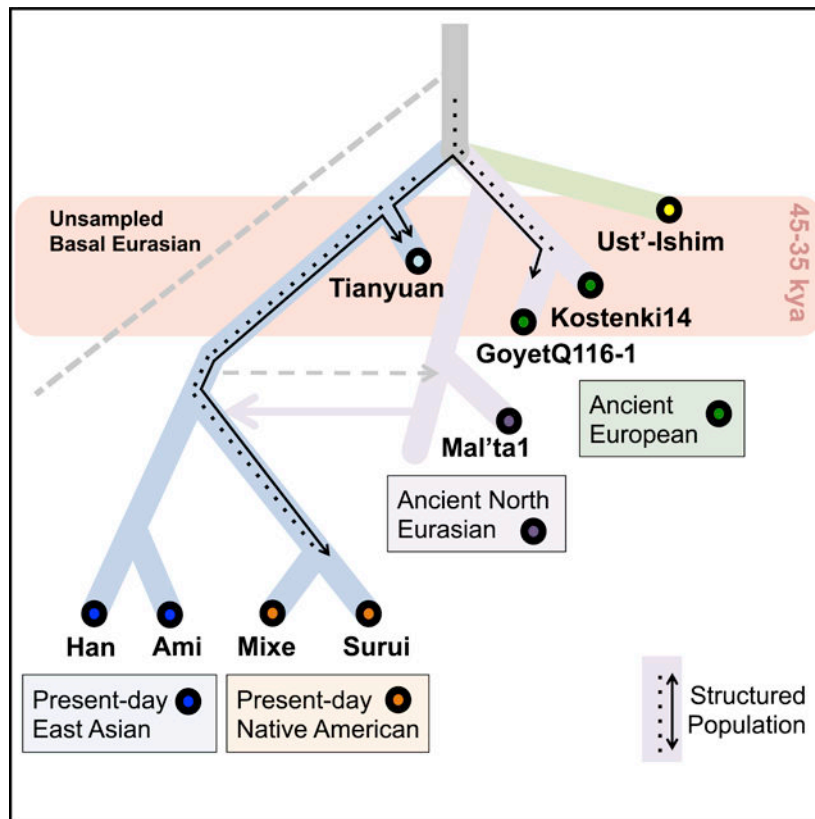 Unsampled
Basal Eurasian
45-35 kya
Ust'-Ishim
Tianyuan
Kostenki14
GoyetQ116-1
Ancient
European
Mal'ta1
Ancient North
Eurasian
Han
Ami
Mixe
Surui
Present-day
East Asian
Present-day
Native American
Structured
Population